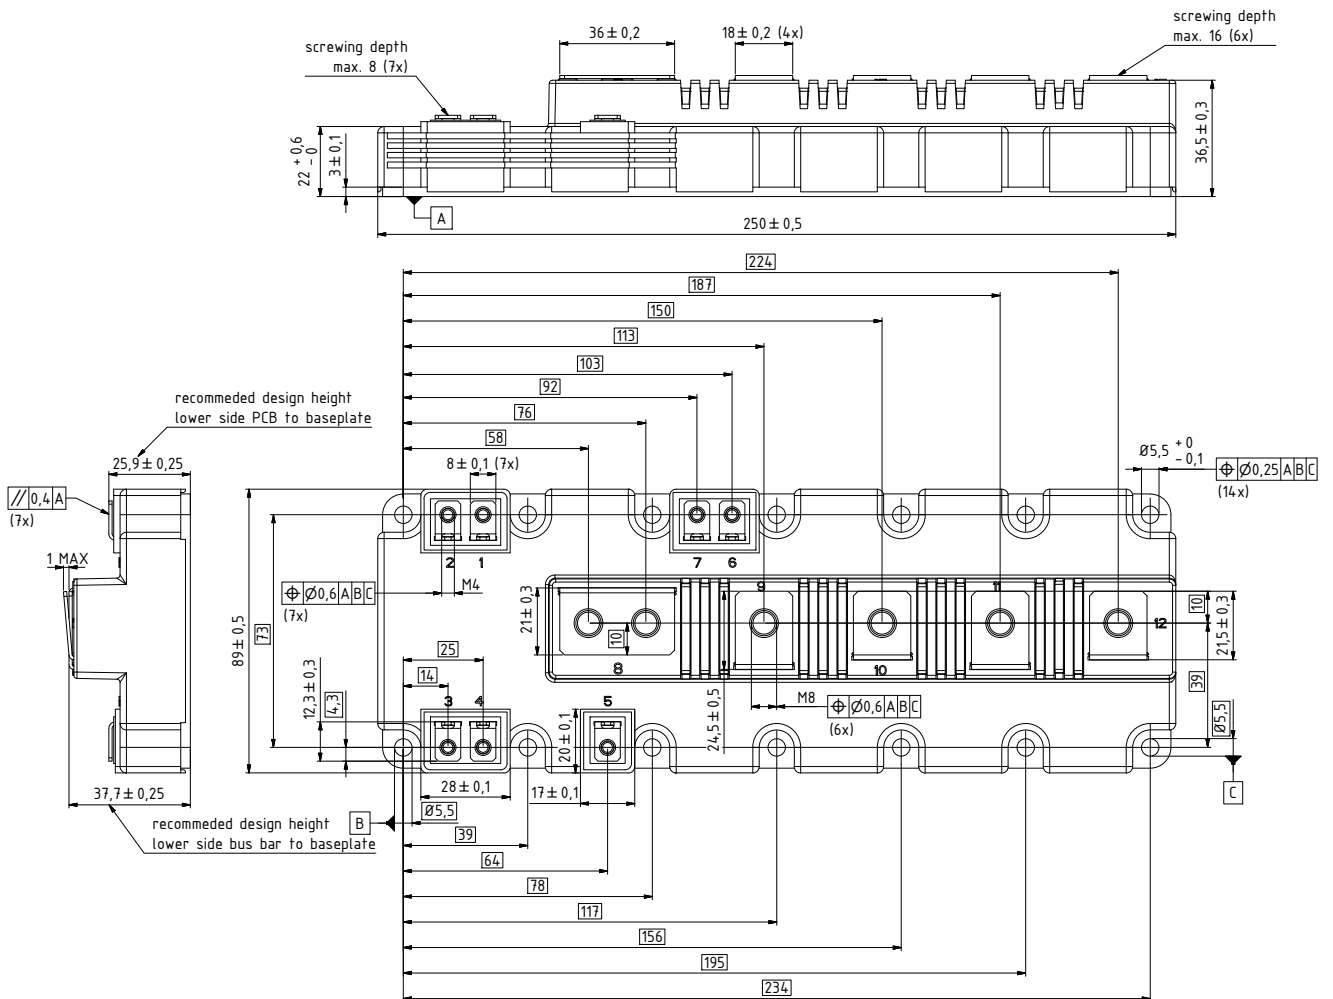 screwing depth
max. 16 (6x)
36 ± 0,2
18 ± 0,2 (4x)
screwing depth
max. 8 (7x)
22 + 0,6 - 0
3 ± 0,1
36,5 ± 0,3
A
250 ± 0,5
224
187
150
113
103
92
76
58
recommeded design height
lower side PCB to baseplate
25,9 ± 0,25
8 ± 0,1 (7x)
Ø5,5 + 0 - 0,1
⌖ Ø0,25 A B C
(14x)
// 0,4 A
(7x)
1 MAX
2 1
7 6
M4
⌖ Ø0,6 A B C
(7x)
9
11
10
21 ± 0,3
10
12
21,5 ± 0,3
8
10
89 ± 0,5
73
25
14
12,3 ± 0,3
4,3
3 4
5
24,5 ± 0,5
M8
⌖ Ø0,6 A B C
(6x)
39
Ø5,5
20 ± 0,1
C
37,7 ± 0,25
28 ± 0,1
17 ± 0,1
B
Ø5,5
recommeded design height
lower side bus bar to baseplate
39
64
78
117
156
195
234